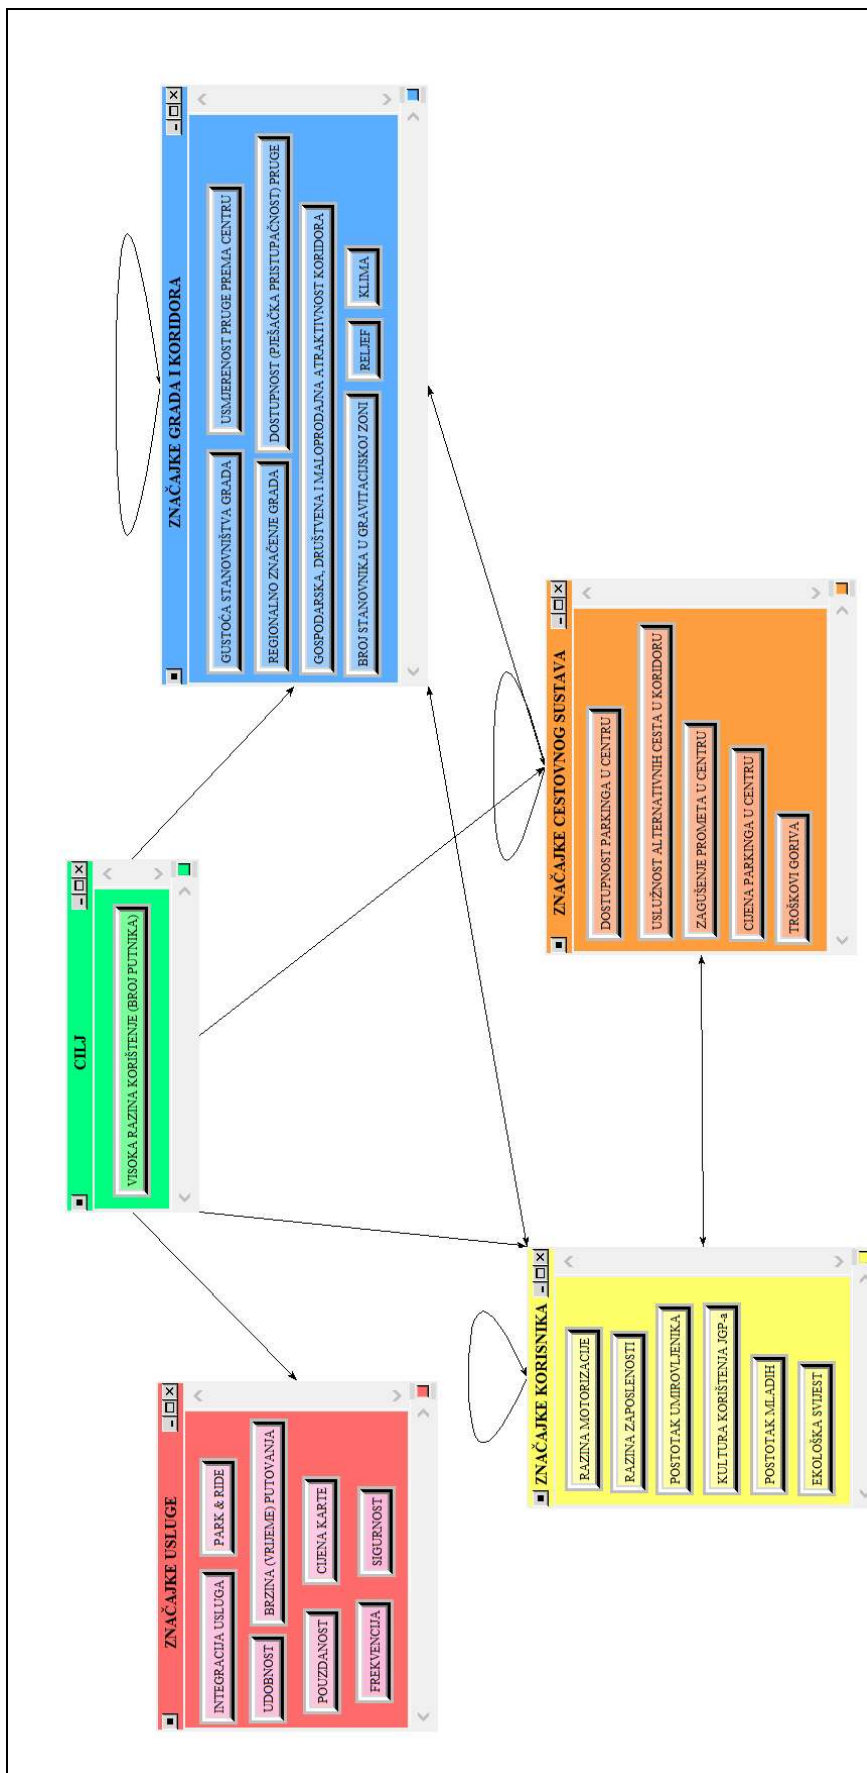 CILJ
VISOKA RAZINA KORIŠTENJE (BROJ PUTNIKA)
ZNAČAJKE USLUGE
INTEGRACIJA USLUGA
PARK & RIDE
UDOBNOST
BRZINA (VRIJEME) PUTOVANJA
POUZDANOST
CIJENA KARTE
FREKVENCIJA
SIGURNOST
ZNAČAJKE GRADA I KORIDORA
GUSTOĆA STANOVNIŠTVA GRADA
USMJERENOST PRUGE PREMA CENTRU
REGIONALNO ZNAČENJE GRADA
DOSTUPNOST (PJEŠAČKA PRISTUPAČNOST) PRUGE
GOSPODARSKA, DRUŠTVENA I MALOPRODAJNA ATRAKTIVNOST KORIDORA
BROJ STANOVNIKA U GRAVITACIJSKOJ ZONI
RELJEF
KLIMA
ZNAČAJKE KORISNIKA
RAZINA MOTORIZACIJE
RAZINA ZAPOSLENOSTI
POSTOTAK UMIROVLJENIKA
KULTURA KORIŠTENJA JGP-a
POSTOTAK MLADIH
EKOLOŠKA SVIJEST
ZNAČAJKE CESTOVNOG SUSTAVA
DOSTUPNOST PARKINGA U CENTRU
USLUŽNOST ALTERNATIVNIH CESTA U KORIDORU
ZAGUŠENJE PROMETA U CENTRU
CIJENA PARKINGA U CENTRU
TROŠKOVI GORIVA